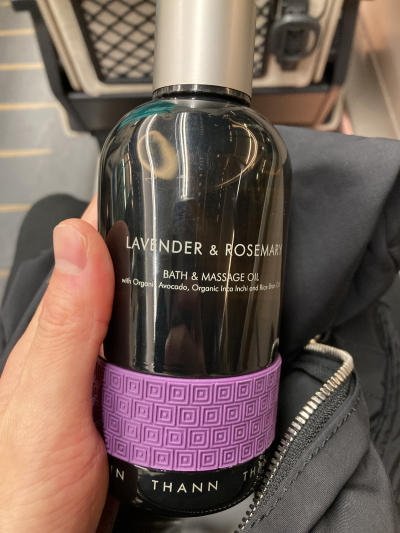 LAVENDER & ROSEMARY
BATH & MASSAGE OIL
with Organic Avocado, Organic Inca Inchi and Rice Bran Oil
THANN